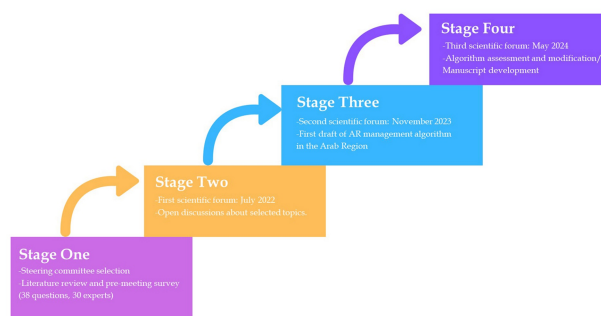 Stage Four
-Third scientific forum: May 2024
-Algorithm assessment and modification/
Manuscript development
Stage Three
-Second scientific forum: November 2023
-First draft of AR management algorithm
in the Arab Region
Stage Two
-First scientific forum: July 2022
-Open discussions about selected topics.
Stage One
-Steering committee selection
-Literature review and pre-meeting survey
(38 questions, 30 experts)